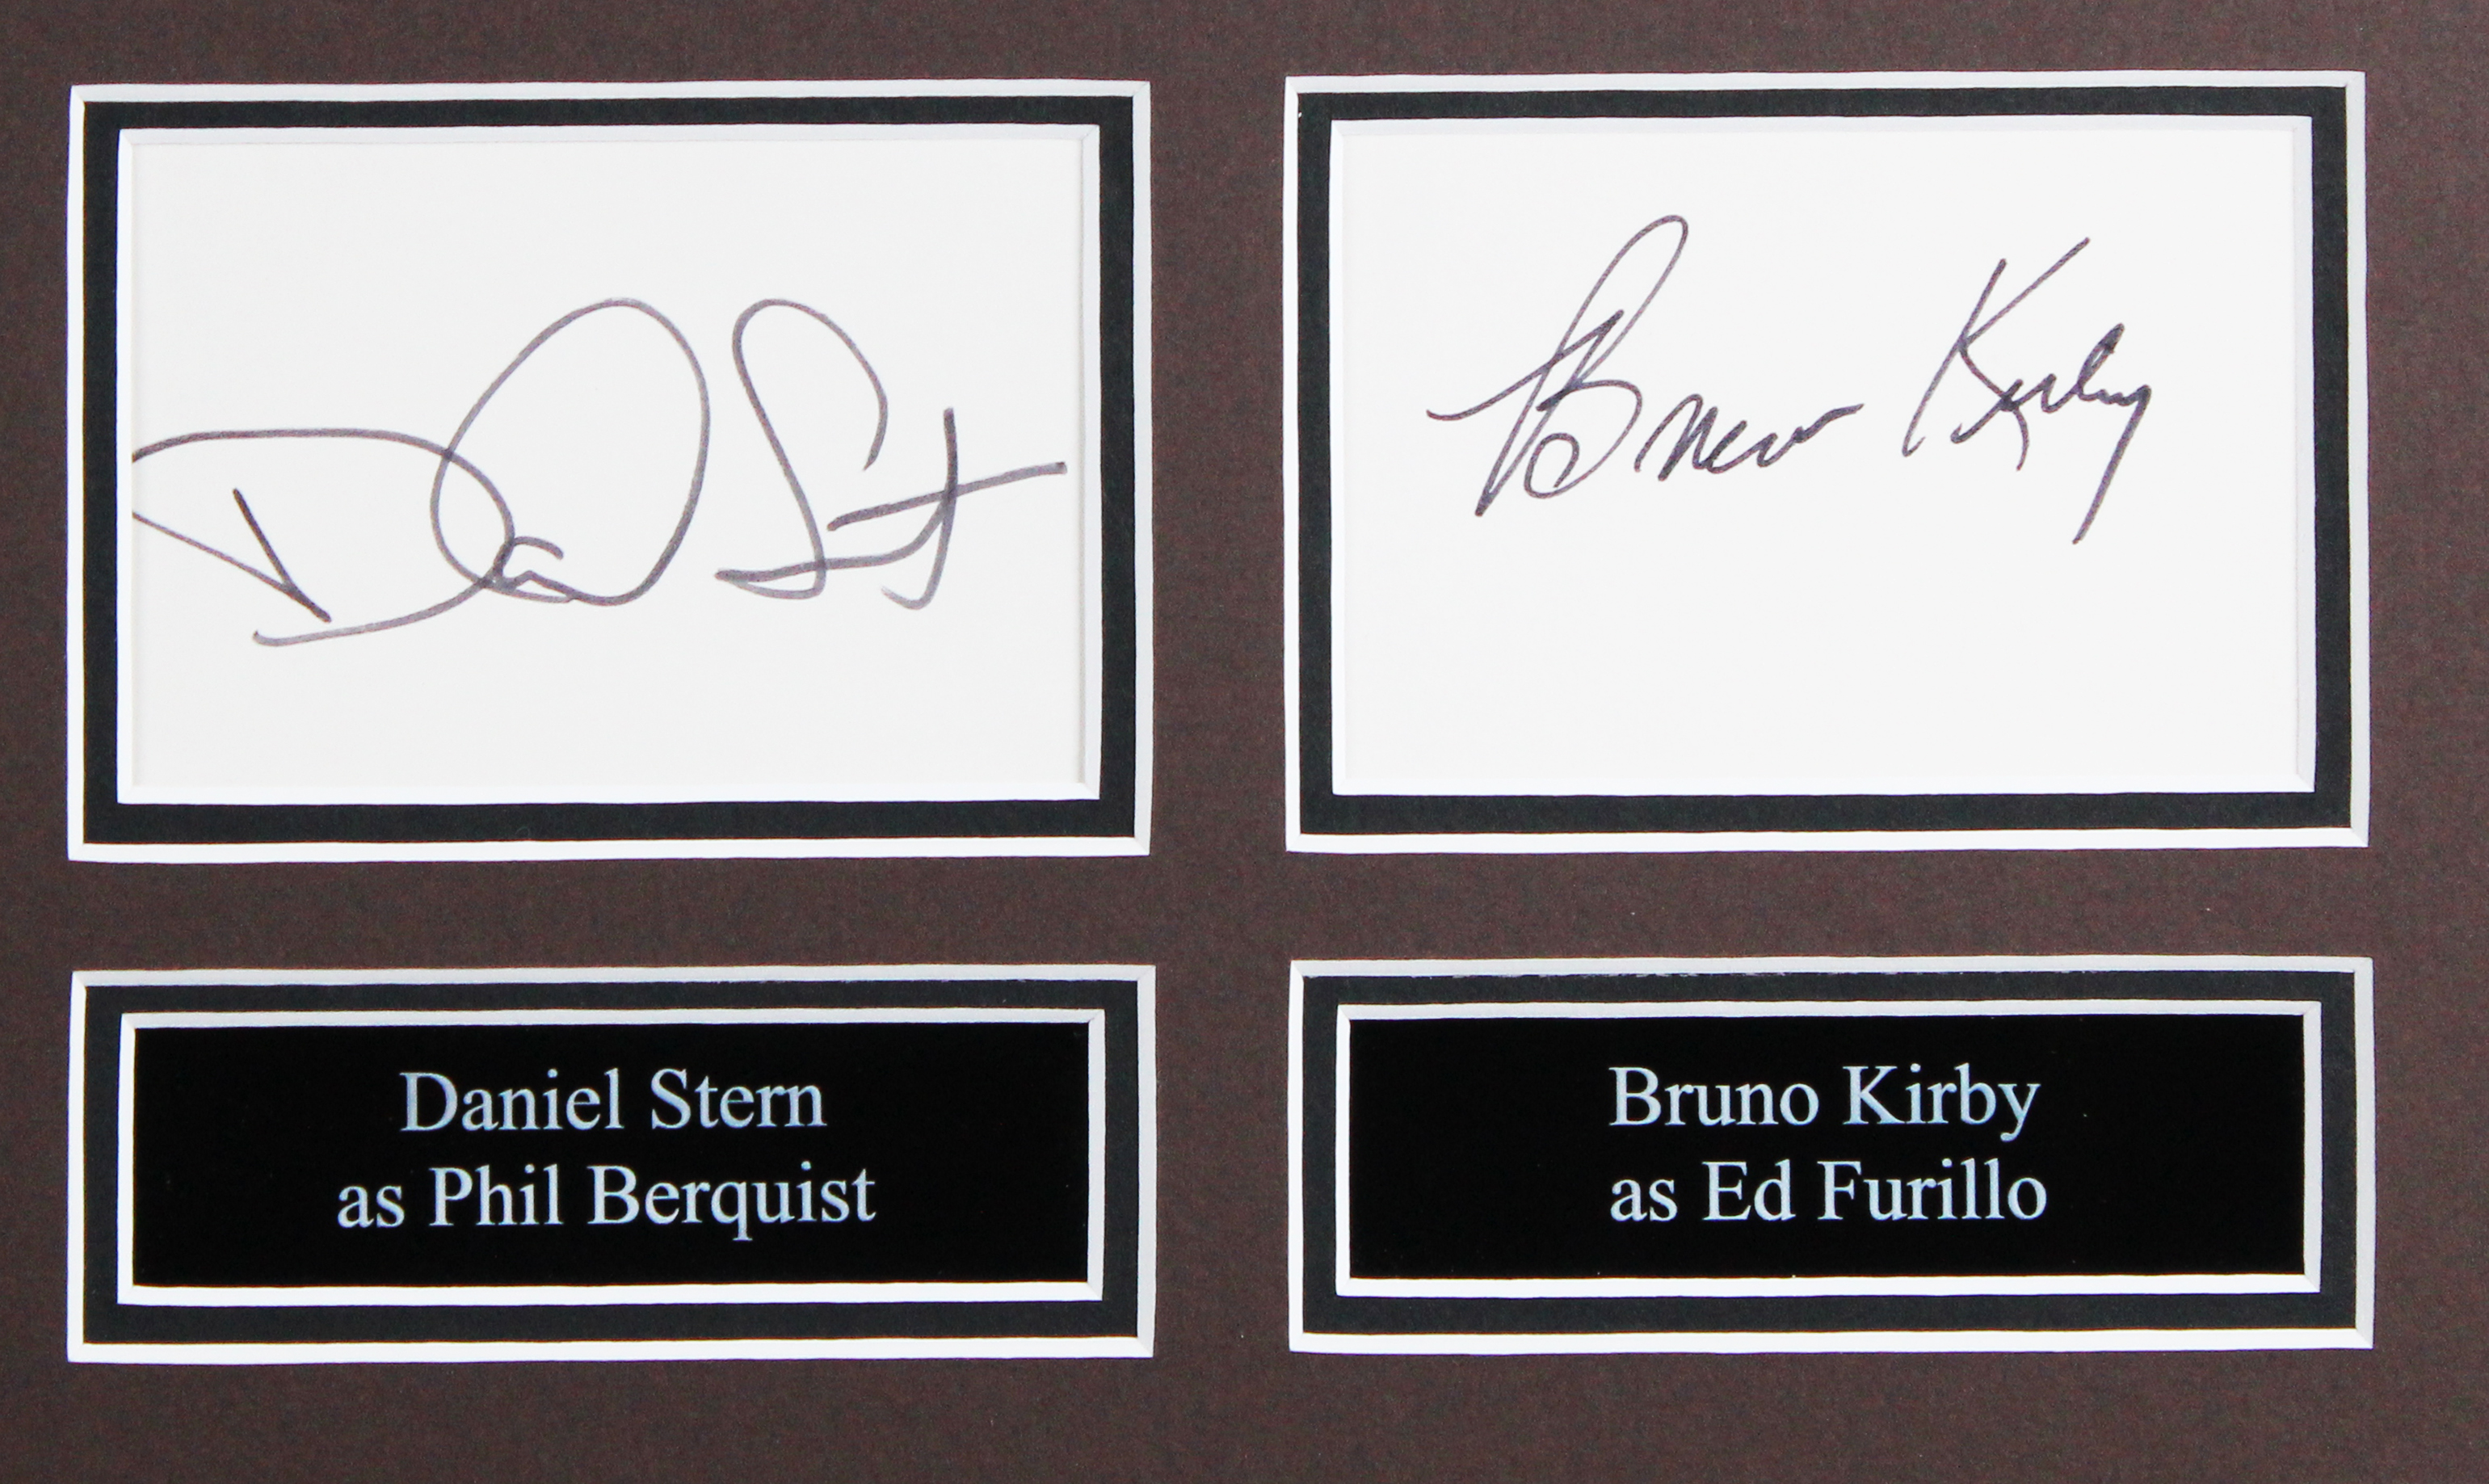 Bruno Kirby
Daniel Stern
as Phil Berquist
Bruno Kirby
as Ed Furillo